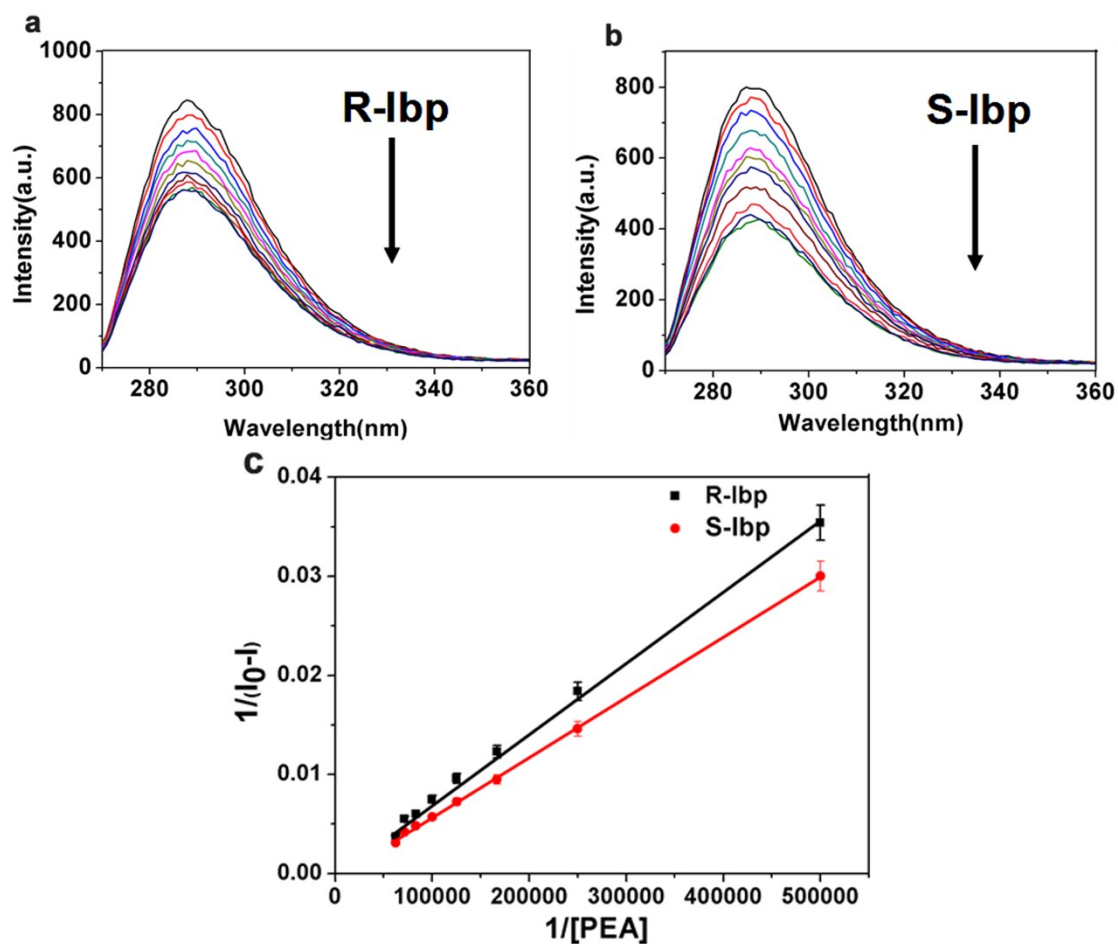 a
1000
800
600
400
200
0
Intensity(a.u.)
R-Ibp
280 300 320 340 360
Wavelength(nm)
b
800
600
400
200
0
Intensity(a.u.)
S-Ibp
280 300 320 340 360
Wavelength(nm)
c
0.04
0.03
0.02
0.01
0.00
1/(I0-I)
R-Ibp
S-Ibp
0 100000 200000 300000 400000 500000
1/[PEA]